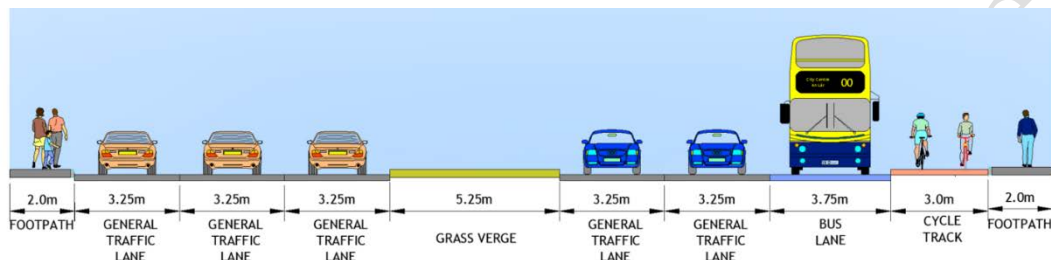 City Centre
00
2.0m 3.25m 3.25m 3.25m 5.25m 3.25m 3.25m 3.75m 3.0m 2.0m
FOOTPATH
GENERAL
TRAFFIC
LANE
GENERAL
TRAFFIC
LANE
GENERAL
TRAFFIC
LANE
GRASS VERGE
GENERAL
TRAFFIC
LANE
GENERAL
TRAFFIC
LANE
BUS
LANE
CYCLE
TRACK
FOOTPATH